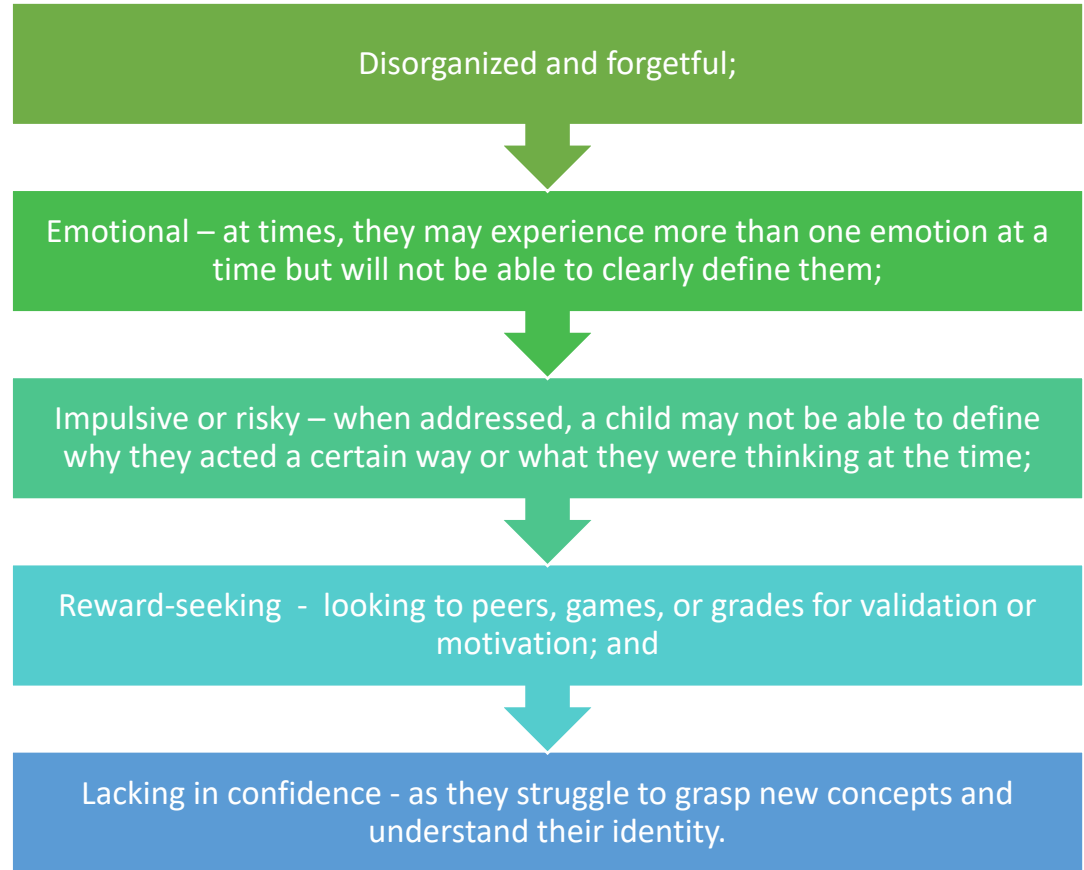 Disorganized and forgetful;
Emotional – at times, they may experience more than one emotion at a
time but will not be able to clearly define them;
Impulsive or risky – when addressed, a child may not be able to define
why they acted a certain way or what they were thinking at the time;
Reward-seeking  -  looking to peers, games, or grades for validation or
motivation; and
Lacking in confidence - as they struggle to grasp new concepts and
understand their identity.